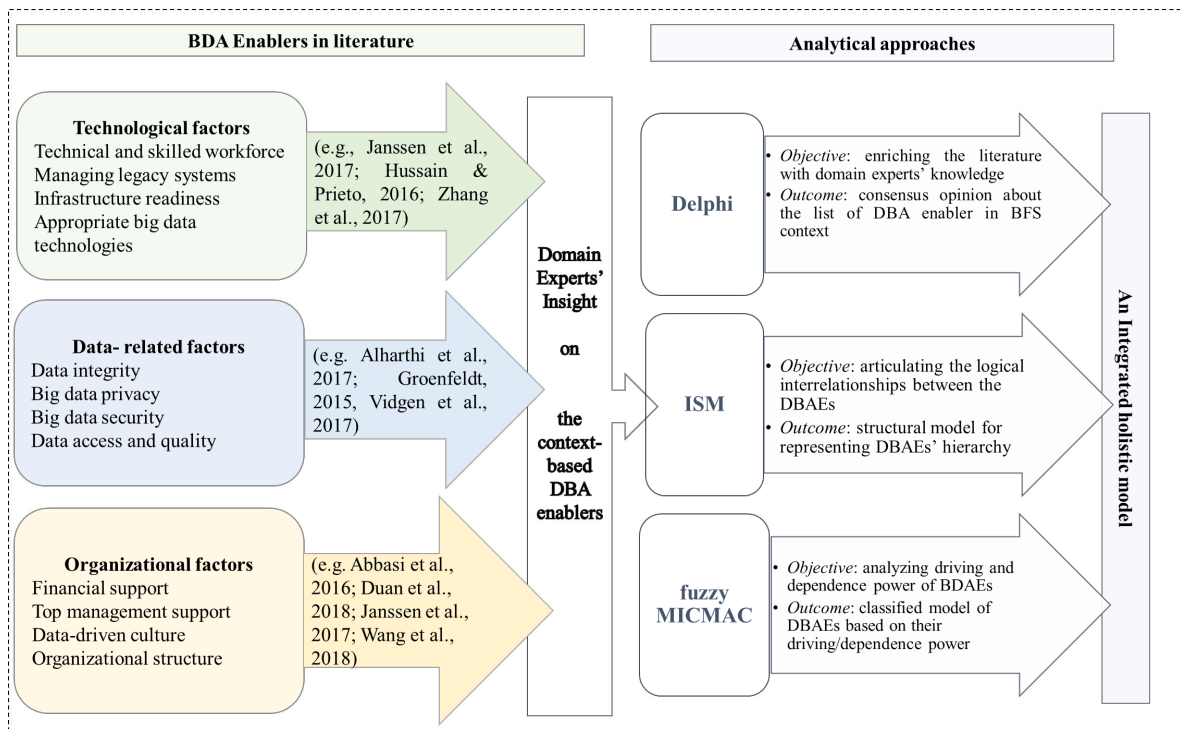 BDA Enablers in literature
Analytical approaches
Technological factors
Technical and skilled workforce
Managing legacy systems
Infrastructure readiness
Appropriate big data
technologies
(e.g., Janssen et al.,
2017; Hussain &
Prieto, 2016; Zhang
et al., 2017)
Data- related factors
Data integrity
Big data privacy
Big data security
Data access and quality
(e.g. Alharthi et al.,
2017; Groenfeldt,
2015, Vidgen et al.,
2017)
Organizational factors
Financial support
Top management support
Data-driven culture
Organizational structure
(e.g. Abbasi et al.,
2016; Duan et al.,
2018; Janssen et al.,
2017; Wang et al.,
2018)
Domain
Experts’
Insight
on
the
context-
based
DBA
enablers
Delphi
• Objective: enriching the literature
with domain experts’ knowledge
• Outcome: consensus opinion about
the list of DBA enabler in BFS
context
ISM
• Objective: articulating the logical
interrelationships between the
DBAEs
• Outcome: structural model for
representing DBAEs’ hierarchy
fuzzy
MICMAC
• Objective: analyzing driving and
dependence power of BDAEs
• Outcome: classified model of
DBAEs based on their
driving/dependence power
An Integrated holistic model